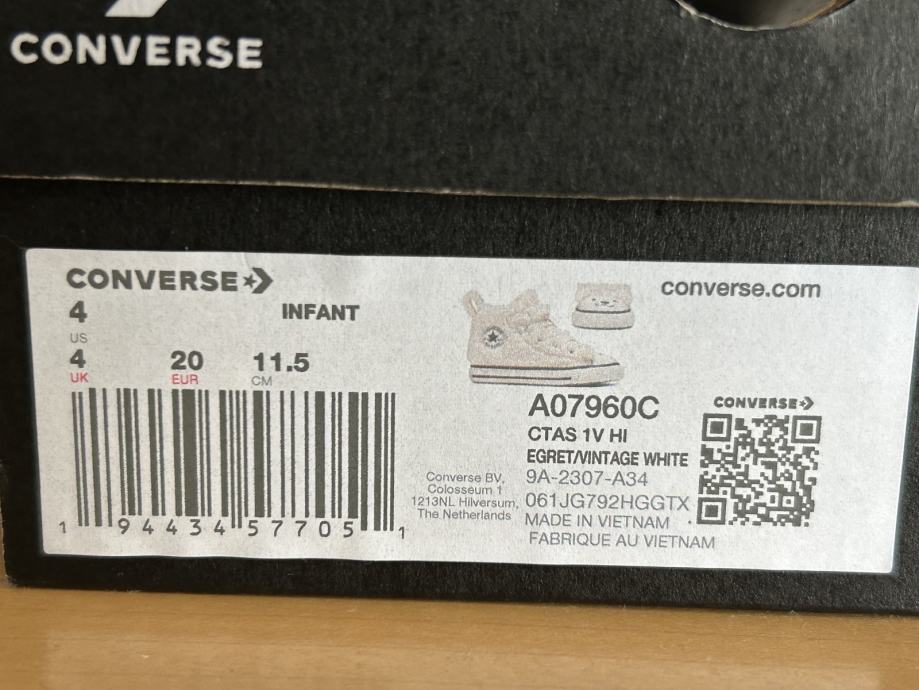 CONVERSE
CONVERSE
4 INFANT
US
4 20 11.5
UK EUR CM
1 94434 57705 1
converse.com
A07960C
CTAS 1V HI
EGRET/VINTAGE WHITE
9A-2307-A34
061JG792HGGTX
MADE IN VIETNAM
FABRIQUE AU VIETNAM
Converse BV,
Colosseum 1
1213NL Hilversum,
The Netherlands
CONVERSE